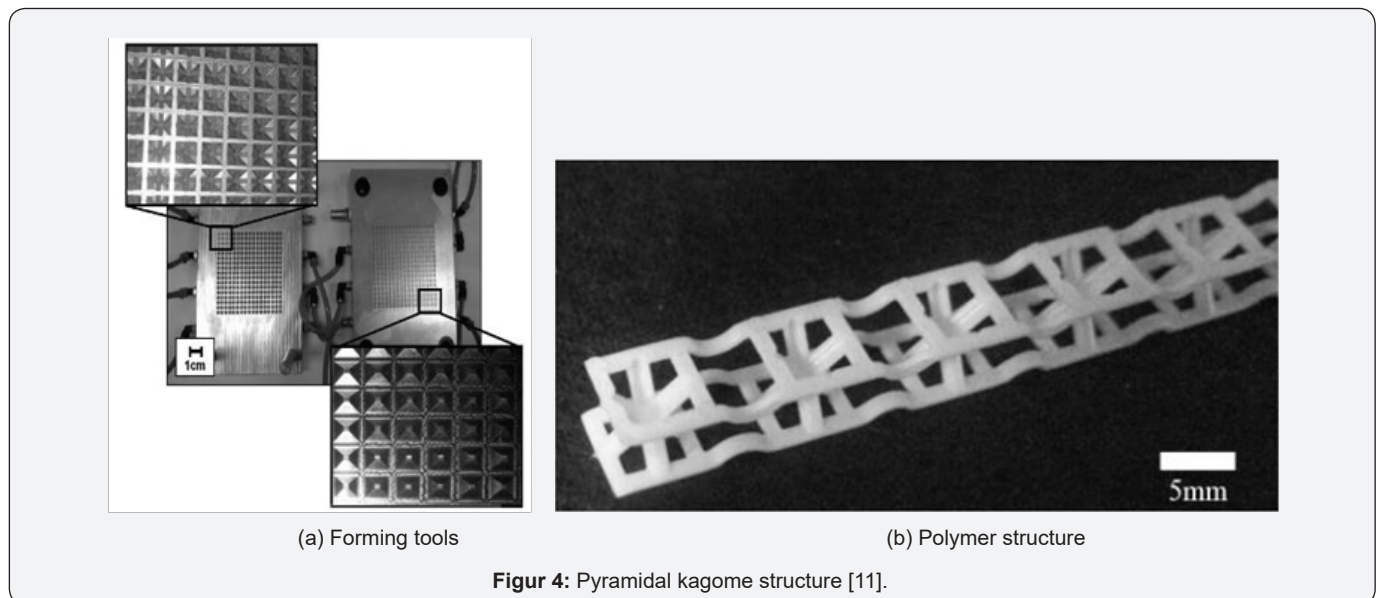 1cm
5mm
(a) Forming tools
(b) Polymer structure
Figur 4: Pyramidal kagome structure [11].